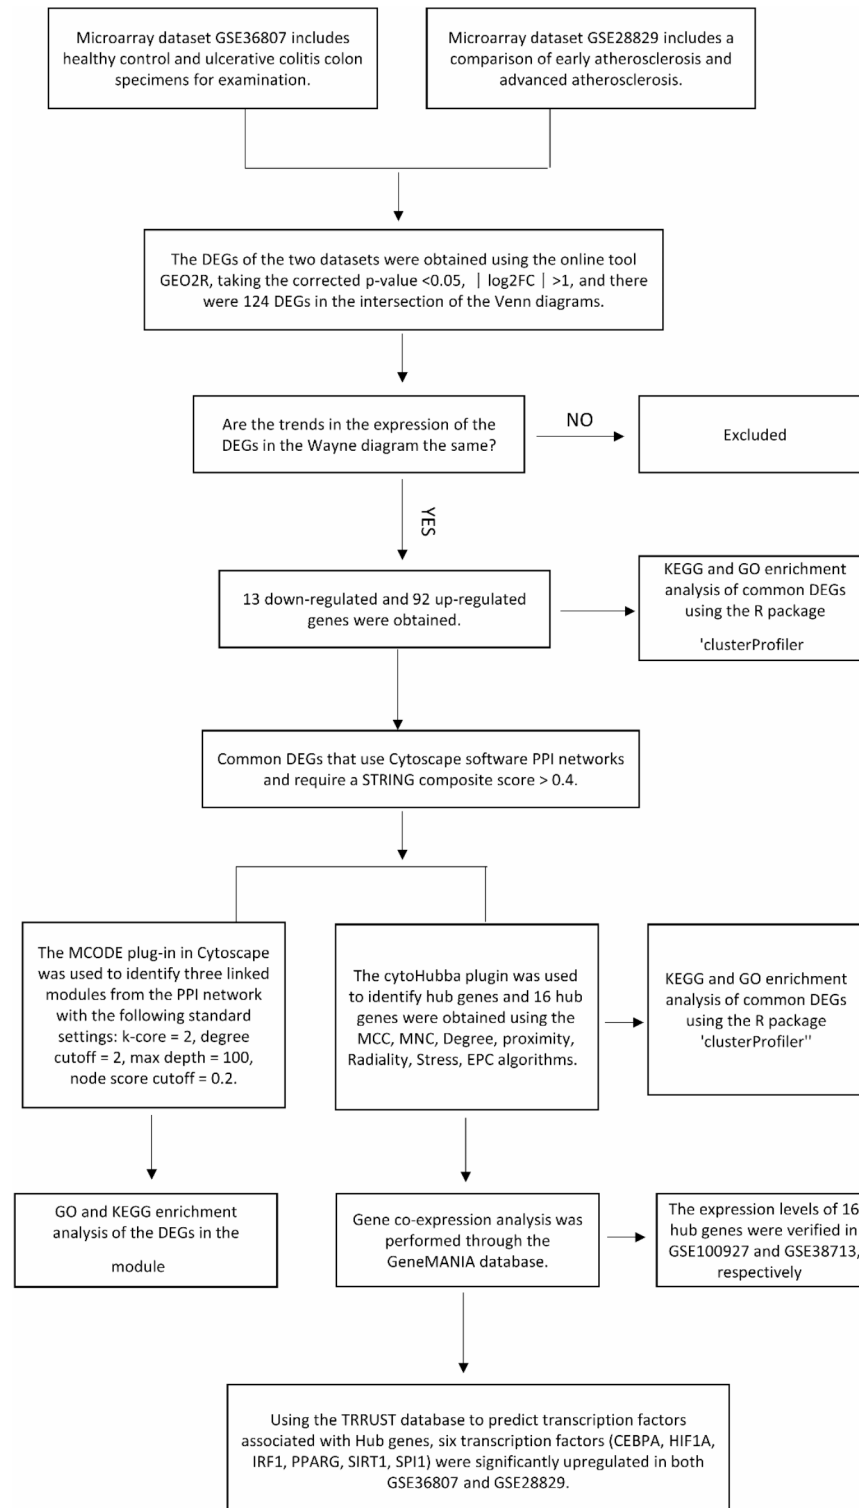 Microarray dataset GSE36807 includes
healthy control and ulcerative colitis colon
specimens for examination.
Microarray dataset GSE28829 includes a
comparison of early atherosclerosis and
advanced atherosclerosis.
The DEGs of the two datasets were obtained using the online tool
GEO2R, taking the corrected p-value <0.05, | log2FC | >1, and there
were 124 DEGs in the intersection of the Venn diagrams.
Are the trends in the expression of the
DEGs in the Wayne diagram the same?
NO
Excluded
YES
13 down-regulated and 92 up-regulated
genes were obtained.
KEGG and GO enrichment
analysis of common DEGs
using the R package
'clusterProfiler
Common DEGs that use Cytoscape software PPI networks
and require a STRING composite score > 0.4.
The MCODE plug-in in Cytoscape
was used to identify three linked
modules from the PPI network
with the following standard
settings: k-core = 2, degree
cutoff = 2, max depth = 100,
node score cutoff = 0.2.
The cytoHubba plugin was used
to identify hub genes and 16 hub
genes were obtained using the
MCC, MNC, Degree, proximity,
Radiality, Stress, EPC algorithms.
KEGG and GO enrichment
analysis of common DEGs
using the R package
'clusterProfiler''
GO and KEGG enrichment
analysis of the DEGs in the
module
Gene co-expression analysis was
performed through the
GeneMANIA database.
The expression levels of 16
hub genes were verified in
GSE100927 and GSE38713,
respectively
Using the TRRUST database to predict transcription factors
associated with Hub genes, six transcription factors (CEBPA, HIF1A,
IRF1, PPARG, SIRT1, SPI1) were significantly upregulated in both
GSE36807 and GSE28829.